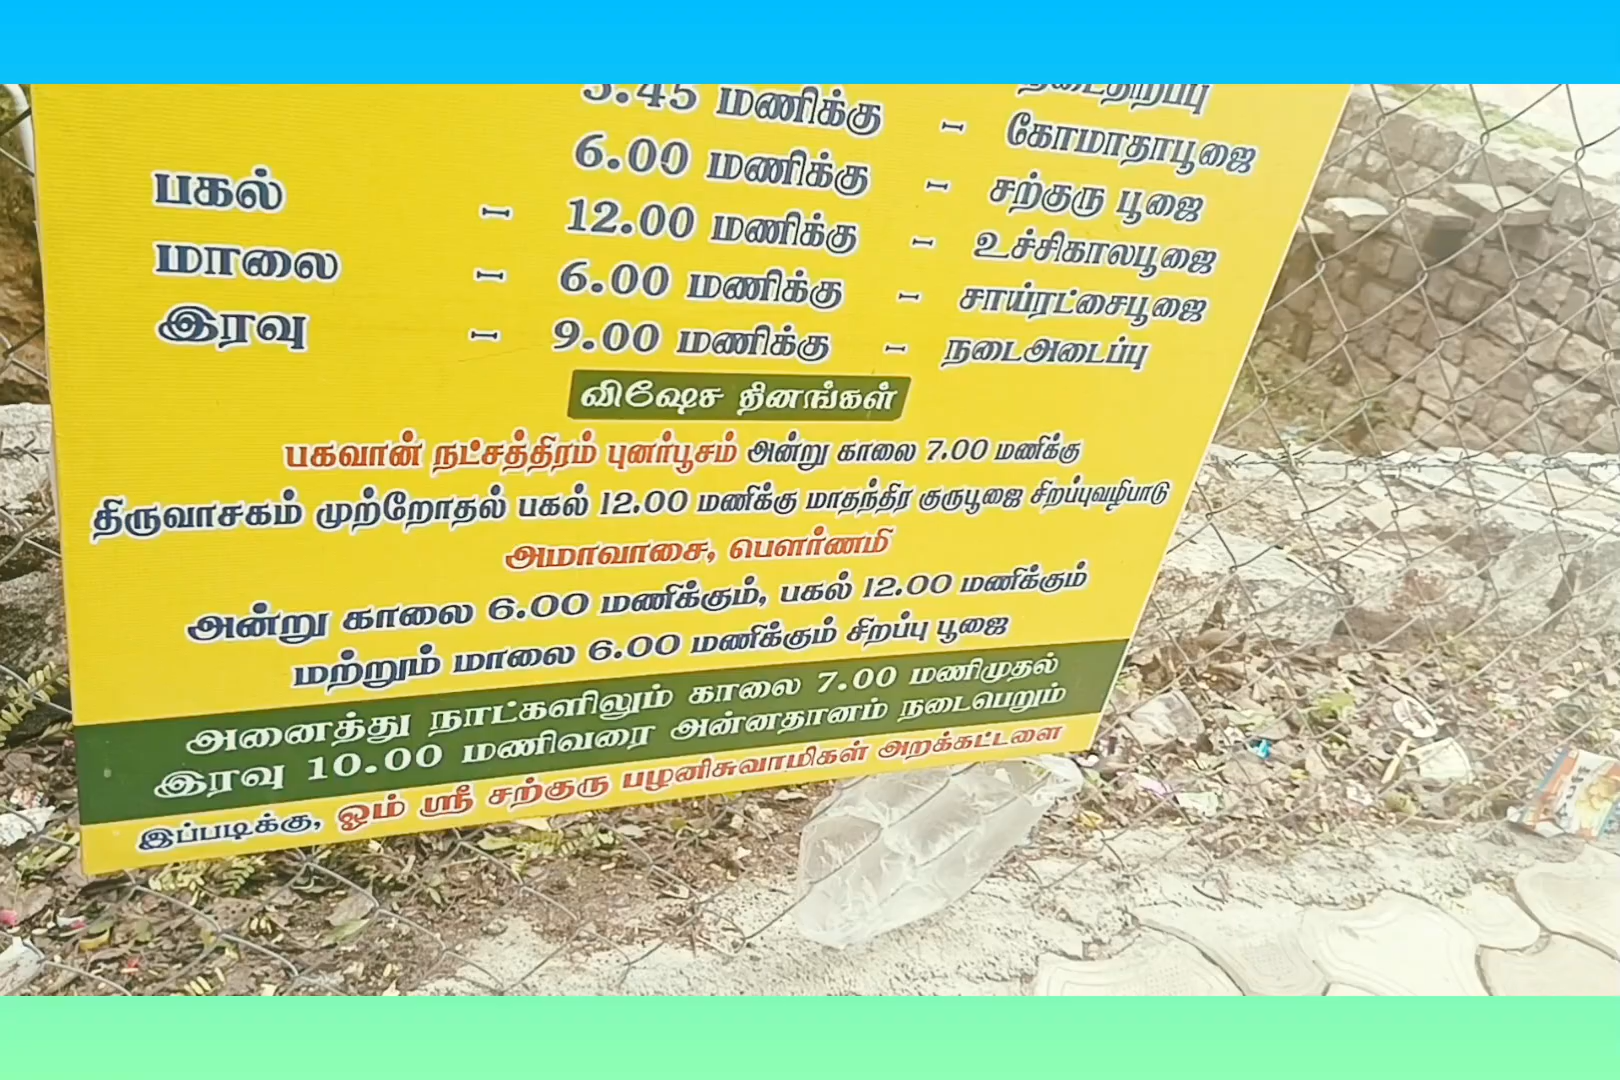 5.45 மணிக்கு - கோமாதாபூஜை
6.00 மணிக்கு - சற்குரு பூஜை
பகல் - 12.00 மணிக்கு - உச்சிகாலபூஜை
மாலை - 6.00 மணிக்கு - சாய்ரட்சைபூஜை
இரவு - 9.00 மணிக்கு - நடைஅடைப்பு
விஷேச தினங்கள்
பகவான் நட்சத்திரம் புனர்பூசம் அன்று காலை 7.00 மணிக்கு
திருவாசகம் முற்றோதல் பகல் 12.00 மணிக்கு மாதந்திர குருபூஜை சிறப்புவழிபாடு
அமாவாசை, பௌர்ணமி
அன்று காலை 6.00 மணிக்கும், பகல் 12.00 மணிக்கும்
மற்றும் மாலை 6.00 மணிக்கும் சிறப்பு பூஜை
அனைத்து நாட்களிலும் காலை 7.00 மணிமுதல்
இரவு 10.00 மணிவரை அன்னதானம் நடைபெறும்
இப்படிக்கு, ஓம் ஸ்ரீ சற்குரு பழனிசுவாமிகள் அறக்கட்டளை